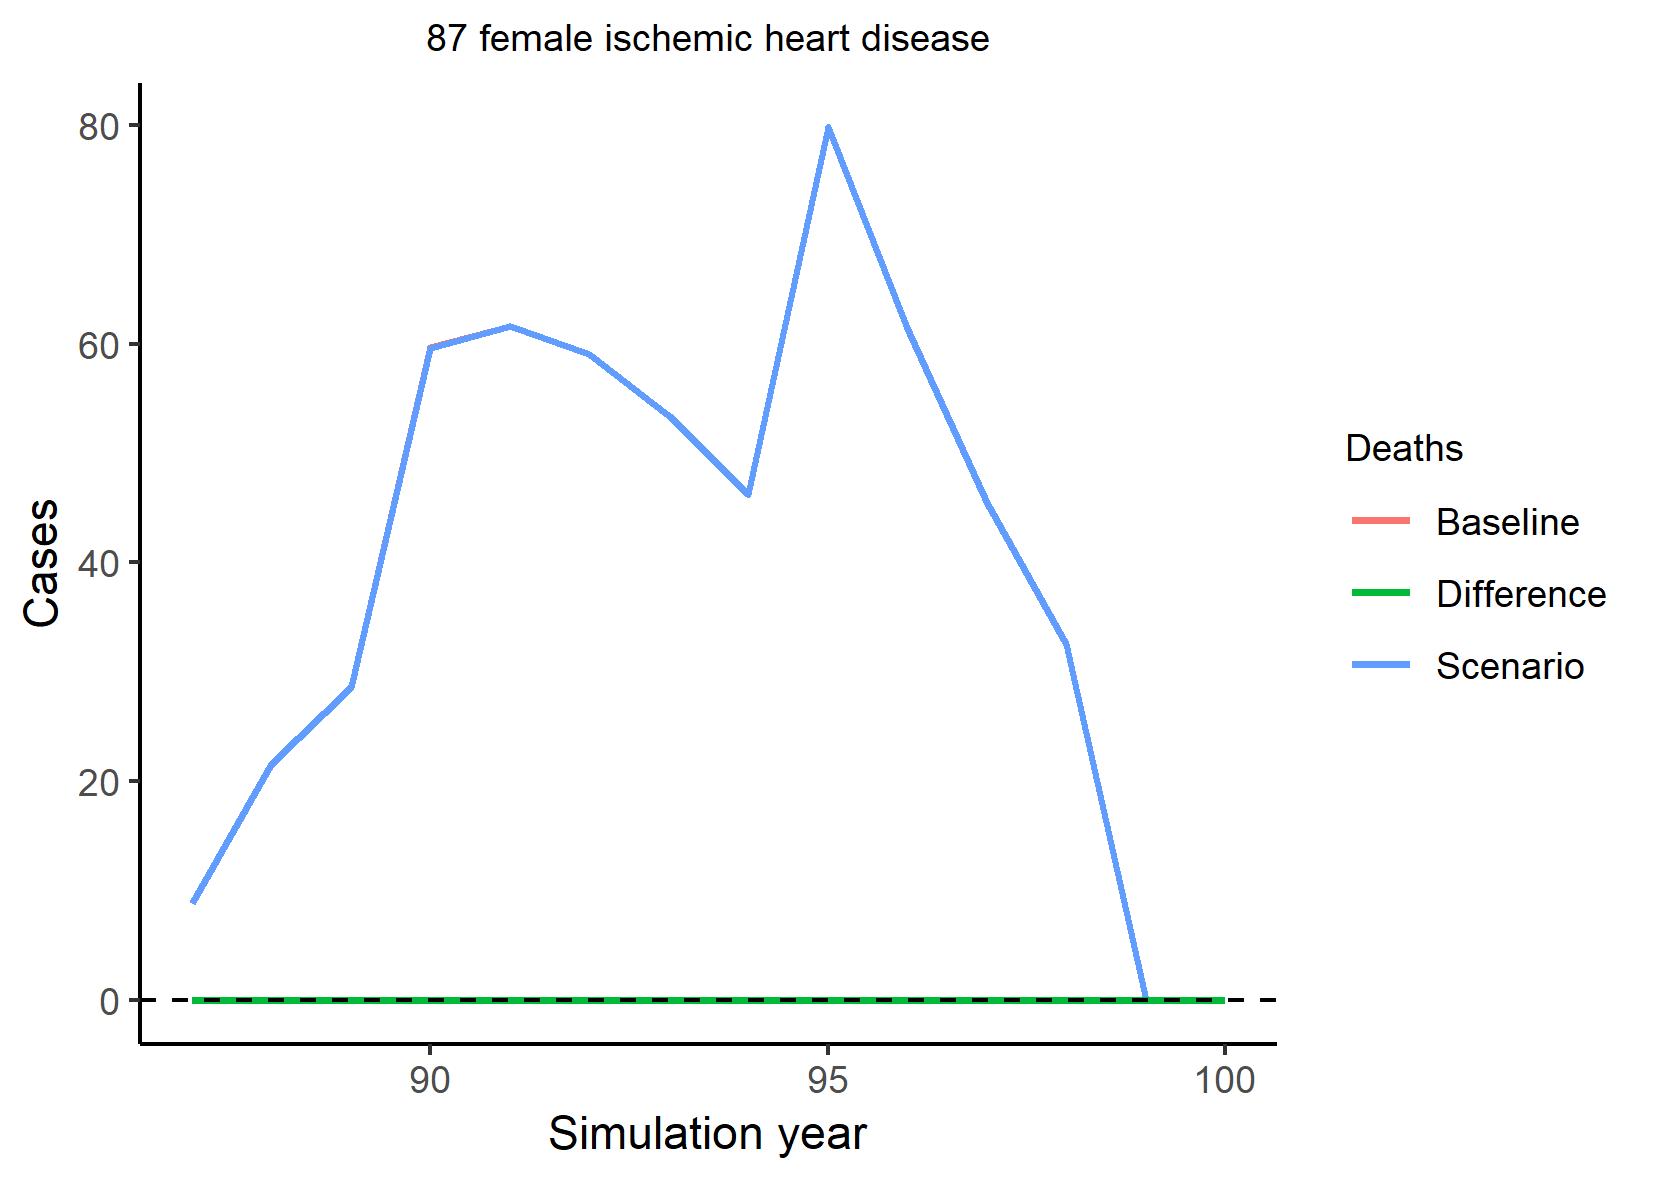 87 female ischemic heart disease
80
60
40
20
0
Cases
90
95
100
Simulation year
Deaths
Baseline
Difference
Scenario